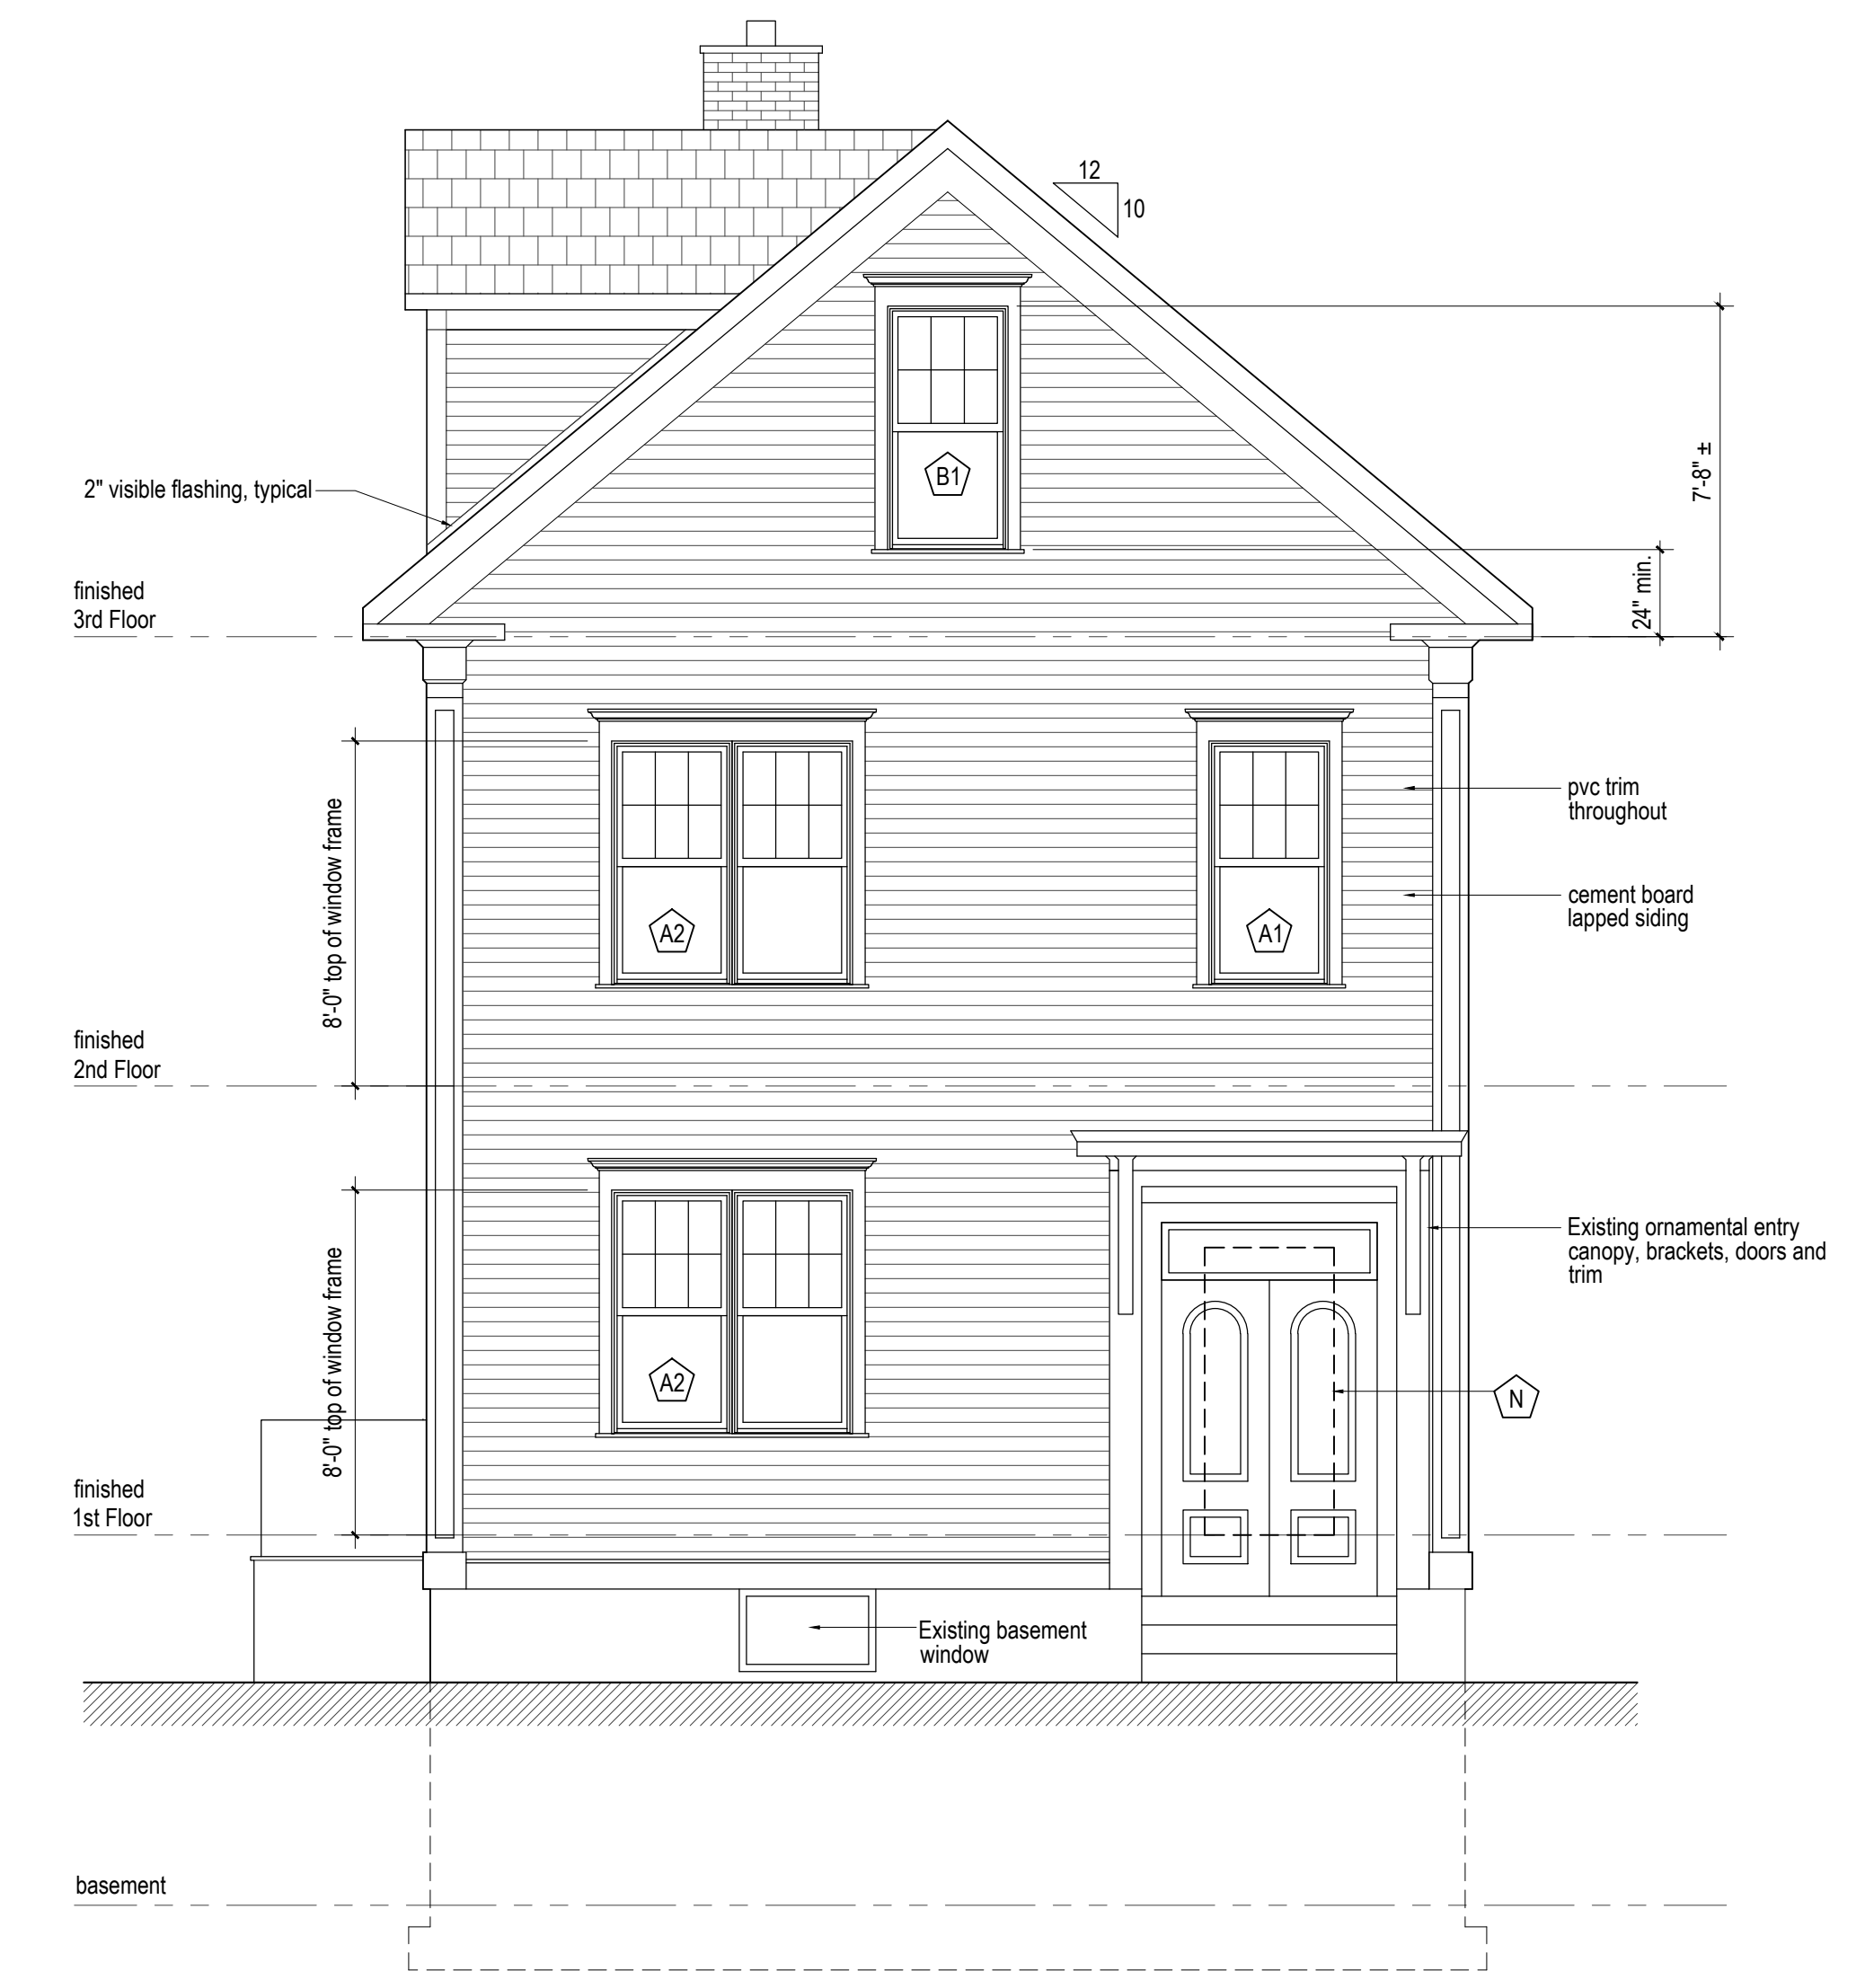 12
10
B1
7'-8" ±
2" visible flashing, typical
24" min.
finished
3rd Floor
8'-0" top of window frame
pvc trim
throughout
cement board
lapped siding
A2
A1
finished
2nd Floor
8'-0" top of window frame
Existing ornamental entry
canopy, brackets, doors and
trim
A2
N
finished
1st Floor
Existing basement
window
basement